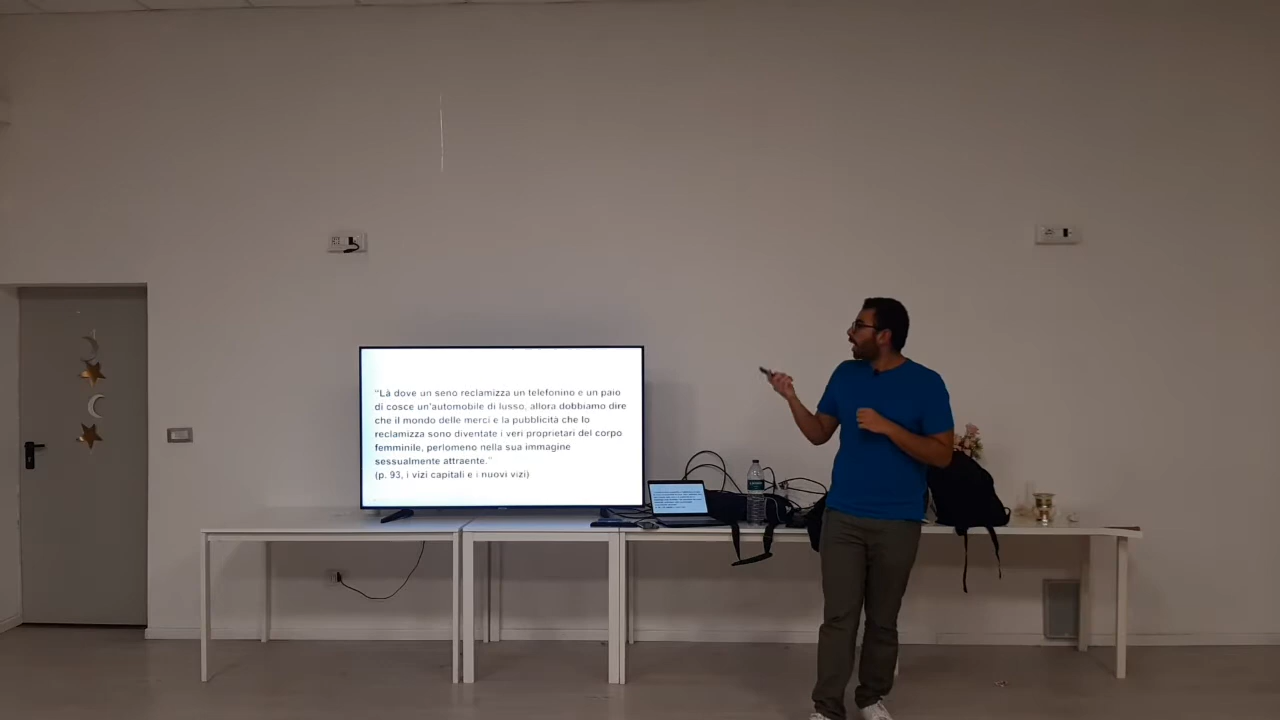 "Là dove un seno reclamizza un telefonino e un paio
di cosce un'automobile di lusso, allora dobbiamo dire
che il mondo delle merci e la pubblicità che lo
reclamizza sono diventate i veri proprietari del corpo
femminile, perlomeno nella sua immagine
sessualmente attraente."
(p. 93, i vizi capitali e i nuovi vizi)